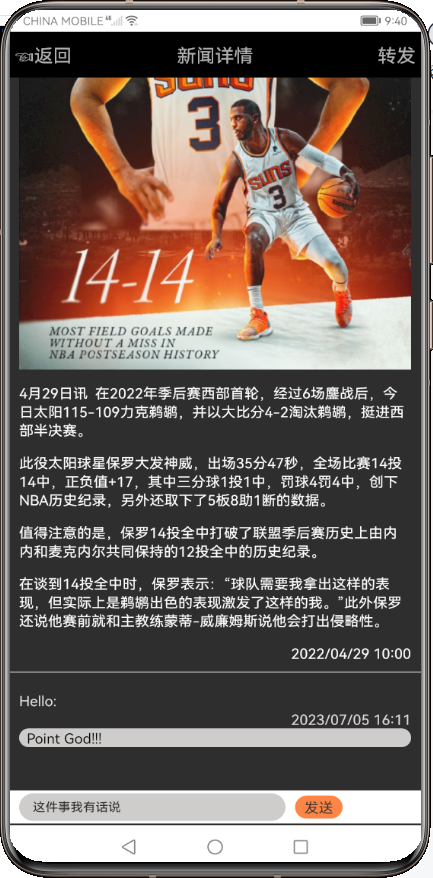 CHINA MOBILE 9:40
返回 新闻详情 转发
SUNS
3
SUNS
3
14-14
MOST FIELD GOALS MADE
WITHOUT A MISS IN
NBA POSTSEASON HISTORY
4月29日讯 在2022年季后赛西部首轮，经过6场鏖战后，今
日太阳115-109力克鹈鹕，并以大比分4-2淘汰鹈鹕，挺进西
部半决赛。
此役太阳球星保罗大发神威，出场35分47秒，全场比赛14投
14中，正负值+17，其中三分球1投1中，罚球4罚4中，创下
NBA历史纪录，另外还取下了5板8助1断的数据。
值得注意的是，保罗14投全中打破了联盟季后赛历史上由内
内和麦克内尔共同保持的12投全中的历史纪录。
在谈到14投全中时，保罗表示：“球队需要我拿出这样的表
现，但实际上是鹈鹕出色的表现激发了这样的我。”此外保罗
还说他赛前就和主教练蒙蒂-威廉姆斯说他会打出侵略性。
2022/04/29 10:00
Hello:
2023/07/05 16:11
Point God!!!
这件事我有话说 发送